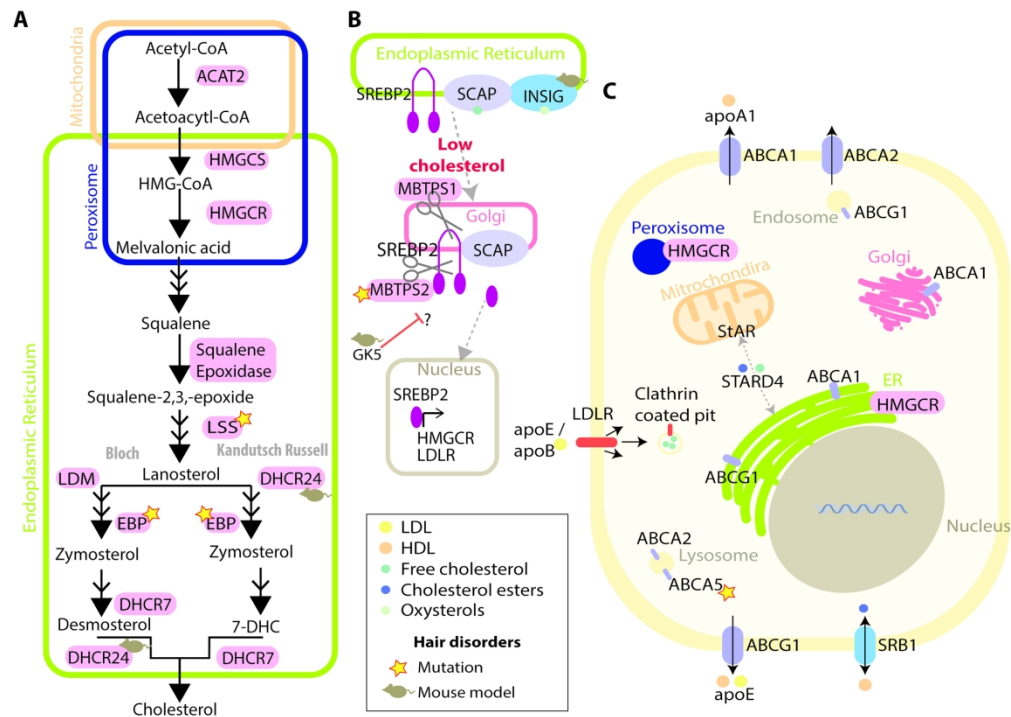 A
Mitochondria
Acetyl-CoA
ACAT2
Acetoacytl-CoA
HMGCS
HMG-CoA
HMGCR
Peroxisome
Melvalonic acid
Squalene
Squalene
Epoxidase
Squalene-2,3,-epoxide
LSS
Bloch
Kandutsch Russell
LDM
Lanosterol
DHCR24
EBP
EBP
Zymosterol
Zymosterol
DHCR7
Desmosterol
7-DHC
DHCR24
DHCR7
Cholesterol
Endoplasmic Reticulum
B
Endoplasmic Reticulum
SREBP2
SCAP
INSIG
Low
cholesterol
MBTPS1
Golgi
SREBP2
SCAP
MBTPS2
?
GK5
Nucleus
SREBP2
HMGCR
LDLR
LDL
HDL
Free cholesterol
Cholesterol esters
Oxysterols
Hair disorders
Mutation
Mouse model
C
apoA1
ABCA1
ABCA2
Endosome
ABCG1
Peroxisome
HMGCR
Golgi
ABCA1
Mitrochondira
StAR
STARD4
ABCA1
ER
HMGCR
apoE /
apoB
LDLR
Clathrin
coated pit
ABCG1
Nucleus
ABCA2
Lysosome
ABCA5
ABCG1
SRB1
apoE